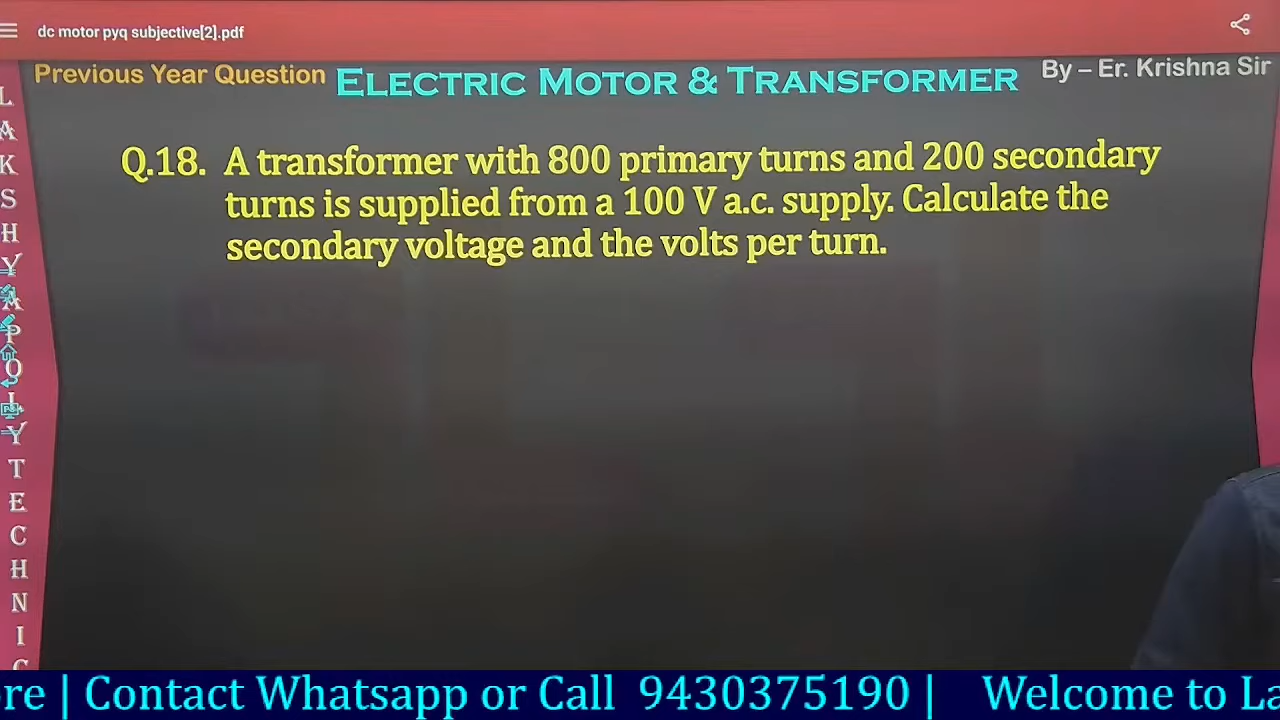 dc motor pyq subjective[2].pdf
Previous Year Question
ELECTRIC MOTOR & TRANSFORMER
By – Er. Krishna Sir
Q.18. A transformer with 800 primary turns and 200 secondary
turns is supplied from a 100 V a.c. supply. Calculate the
secondary voltage and the volts per turn.
L
A
K
S
H
Y
A
P
O
L
Y
T
E
C
H
N
I
C
re | Contact Whatsapp or Call 9430375190 | Welcome to La